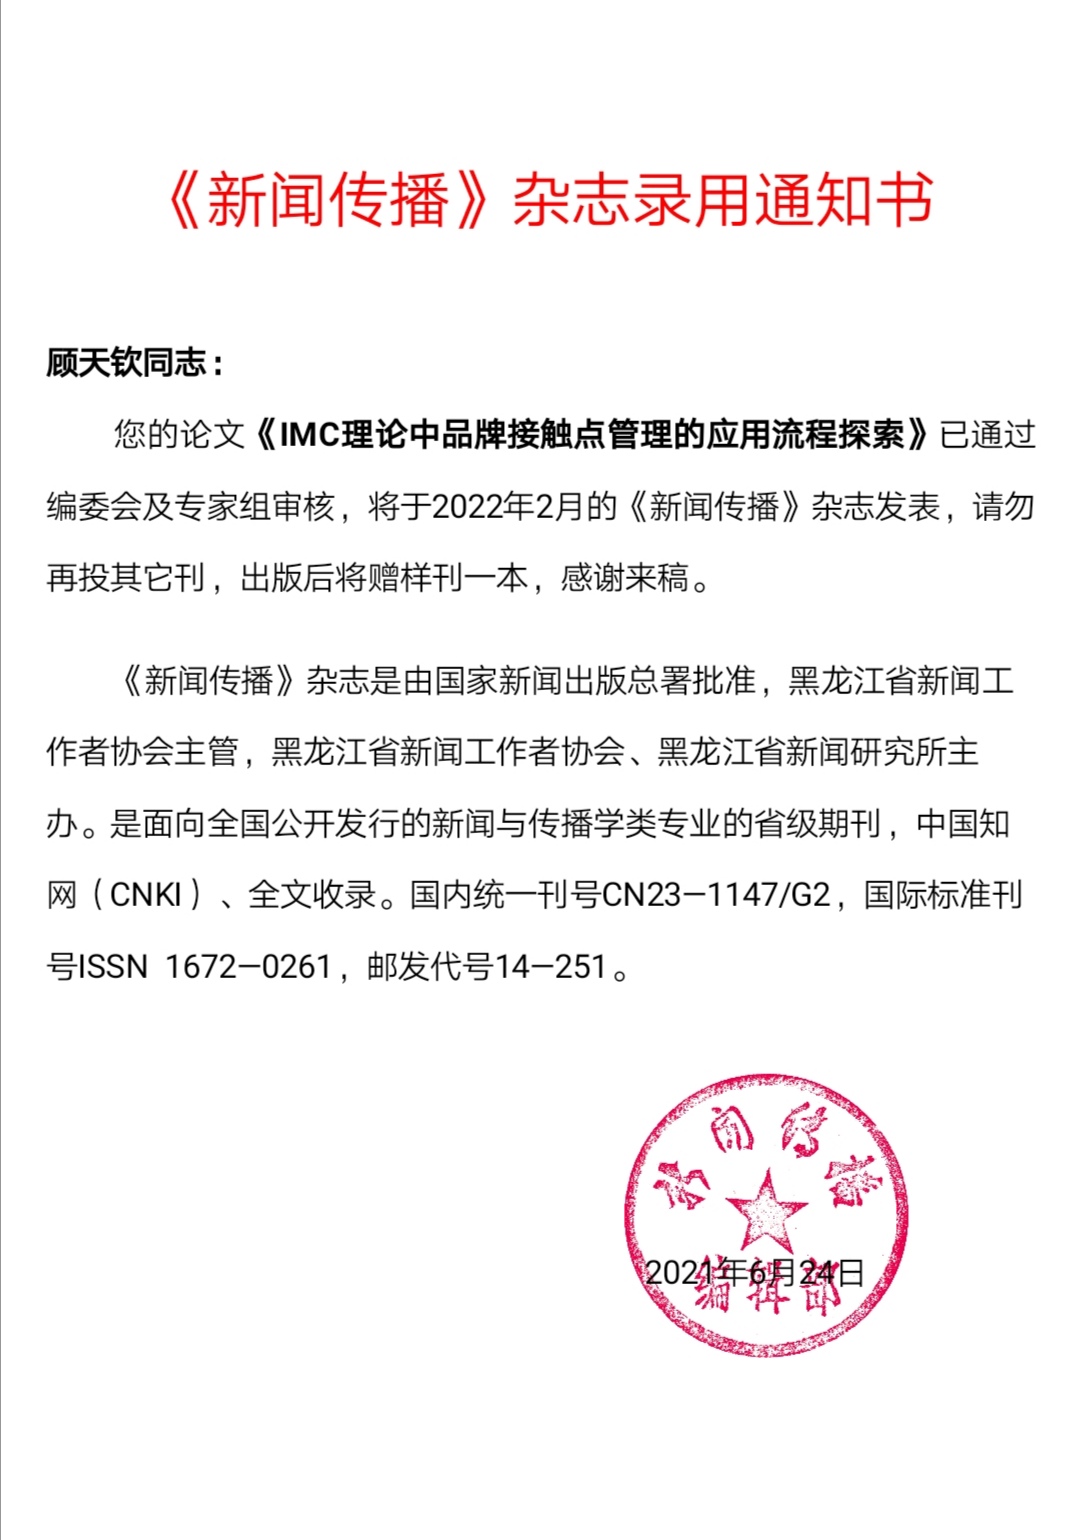 《新闻传播》杂志录用通知书
顾天钦同志：
您的论文《IMC理论中品牌接触点管理的应用流程探索》已通过
编委会及专家组审核，将于2022年2月的《新闻传播》杂志发表，请勿
再投其它刊，出版后将赠样刊一本，感谢来稿。
《新闻传播》杂志是由国家新闻出版总署批准，黑龙江省新闻工
作者协会主管，黑龙江省新闻工作者协会、黑龙江省新闻研究所主
办。是面向全国公开发行的新闻与传播学类专业的省级期刊，中国知
网（CNKI）、全文收录。国内统一刊号CN23—1147/G2，国际标准刊
号ISSN 1672—0261，邮发代号14—251。
新闻传播
2021年6月24日
编辑部